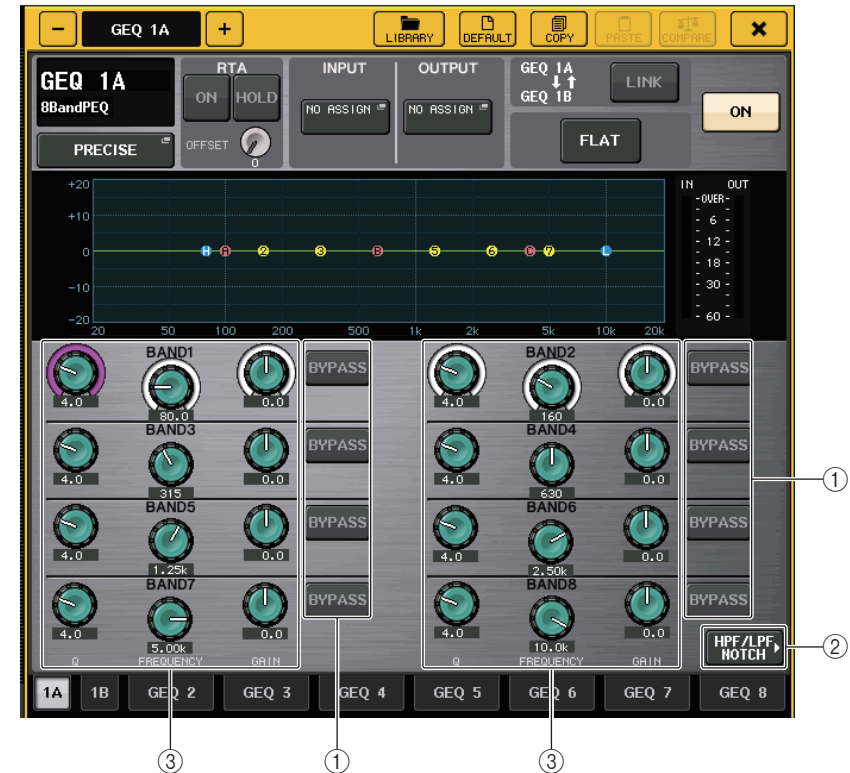 GEQ 1A
LIBRARY
DEFAULT
COPY
PASTE
COMPARE
GEQ 1A
8BandPEQ
PRECISE
RTA
ON
HOLD
OFFSET
0
INPUT
NO ASSIGN
OUTPUT
NO ASSIGN
GEQ 1A
GEQ 1B
LINK
FLAT
ON
+20
+10
0
-10
-20
H A 2 3 B 5 6 C 7 L
20 50 100 200 500 1k 2k 5k 10k 20k
IN OUT
-OVER-
- 6 -
- 12 -
- 18 -
- 30 -
- 60 -
BAND1
4.0 80.0 0.0
BYPASS
BAND2
4.0 160 0.0
BYPASS
BAND3
4.0 315 0.0
BYPASS
BAND4
4.0 630 0.0
BYPASS
BAND5
4.0 1.25k 0.0
BYPASS
BAND6
4.0 2.50k 0.0
BYPASS
BAND7
4.0 5.00k 0.0
BYPASS
BAND8
4.0 10.0k 0.0
BYPASS
Q FREQUENCY GAIN
Q FREQUENCY GAIN
HPF/LPF
NOTCH
①
②
1A 1B GEQ 2 GEQ 3 GEQ 4 GEQ 5 GEQ 6 GEQ 7 GEQ 8
③ ① ③